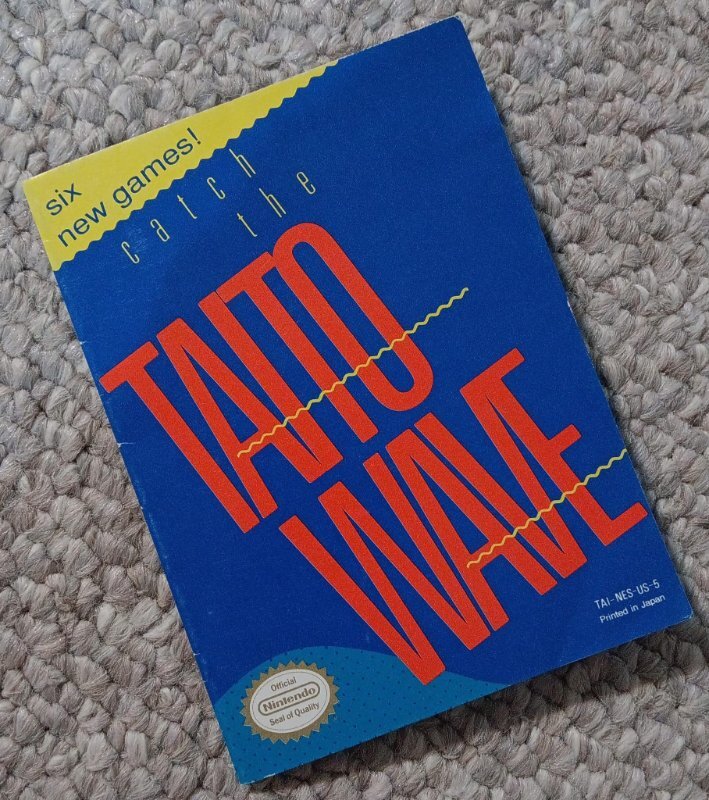 six
new games!
catch
the
TAITO
WAVE
TAI-NES-US-5
Printed in Japan
Official
Nintendo
Seal of Quality